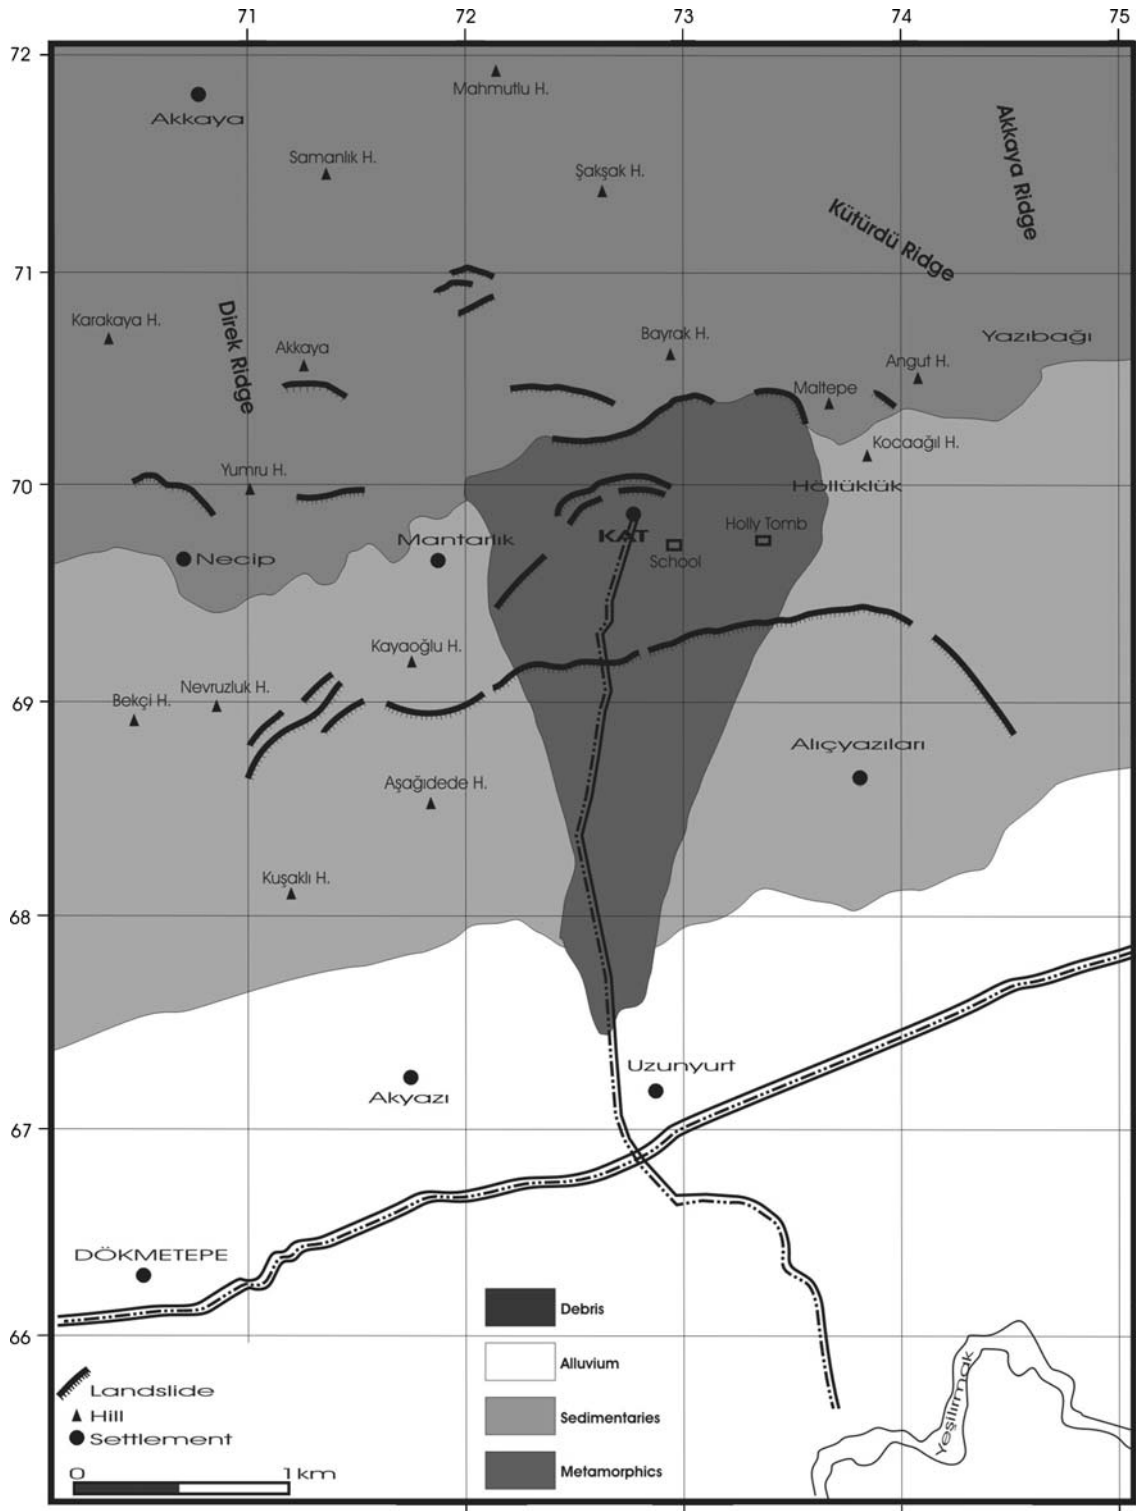 71 72 73 74 75
72
Mahmutlu H.
Akkaya
Akkaya Ridge
Samanlık H.
Şakşak H.
Kütürdü Ridge
71
Direk Ridge
Karakaya H.
Bayrak H.
Yazıbağı
Akkaya
Angut H.
Maltepe
Kocaağıl H.
Yumru H.
70
Höllüklük
Holly Tomb
Mantarlık
KAT
Necip
School
Kayaoğlu H.
Nevruzluk H.
Bekçi H.
69
Alıçyazıları
Aşağıdede H.
Kuşaklı H.
68
Uzunyurt
Akyazı
67
DÖKMETEPE
Debris
66
Alluvium
Yeşilırmak
Landslide
Hill
Sedimentaries
Settlement
Metamorphics
0 1 km